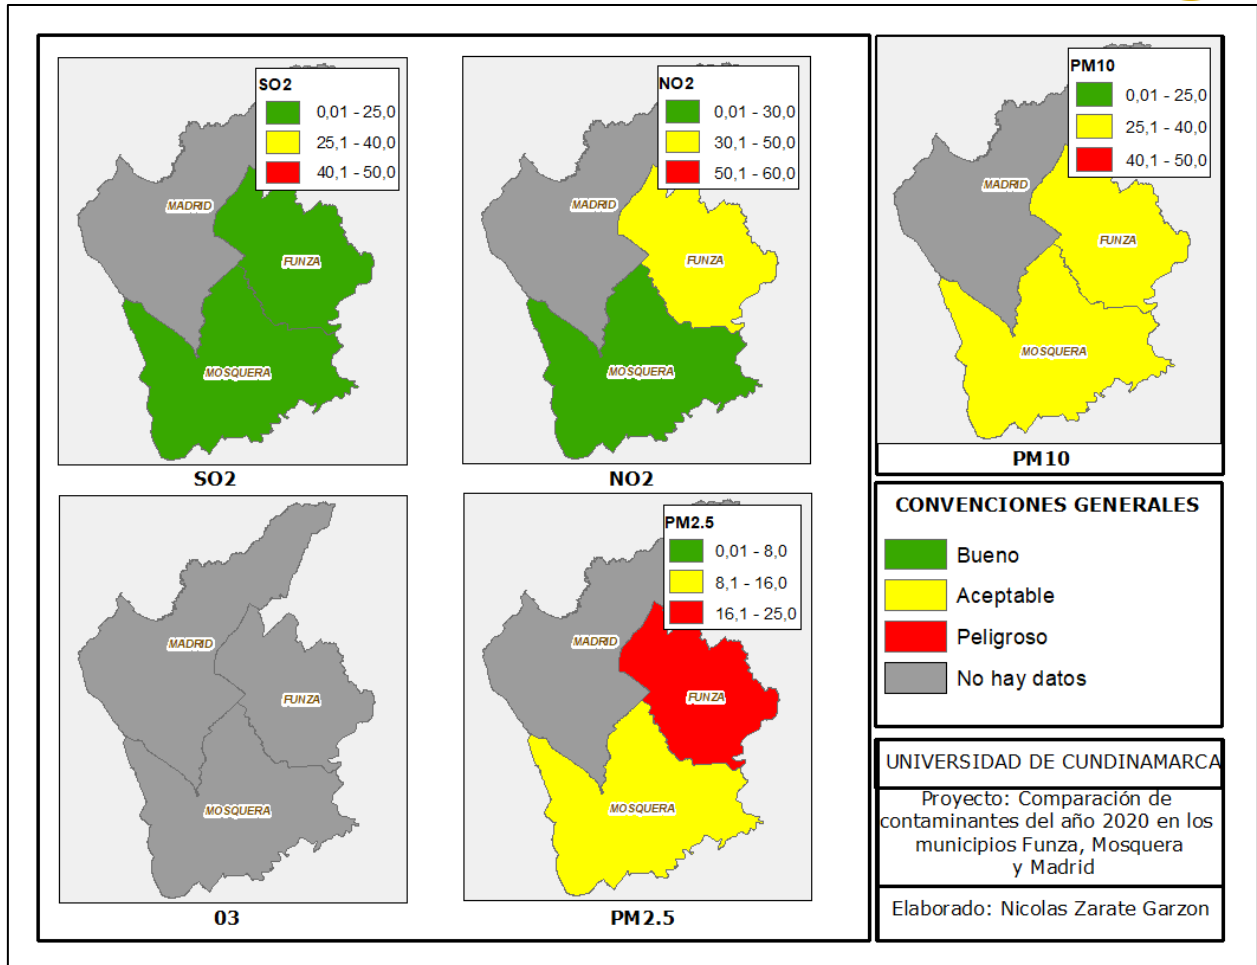 SO2
0,01 - 25,0
25,1 - 40,0
40,1 - 50,0
MADRID
FUNZA
MOSQUERA
SO2
NO2
0,01 - 30,0
30,1 - 50,0
50,1 - 60,0
MADRID
FUNZA
MOSQUERA
NO2
PM10
0,01 - 25,0
25,1 - 40,0
40,1 - 50,0
MADRID
FUNZA
MOSQUERA
PM10
MADRID
FUNZA
MOSQUERA
03
PM2.5
0,01 - 8,0
8,1 - 16,0
16,1 - 25,0
MADRID
FUNZA
MOSQUERA
PM2.5
CONVENCIONES GENERALES
Bueno
Aceptable
Peligroso
No hay datos
UNIVERSIDAD DE CUNDINAMARCA
Proyecto: Comparación de
contaminantes del año 2020 en los
municipios Funza, Mosquera
y Madrid
Elaborado: Nicolas Zarate Garzon